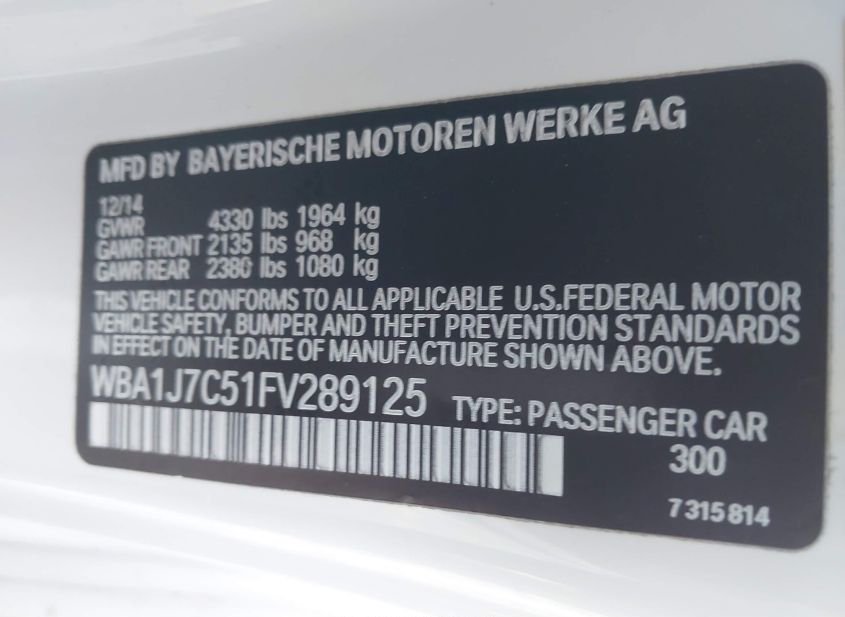 MFD BY BAYERISCHE MOTOREN WERKE AG
12/14
GVWR 4330 lbs 1964 kg
GAWR FRONT 2135 lbs 968 kg
GAWR REAR 2380 lbs 1080 kg
THIS VEHICLE CONFORMS TO ALL APPLICABLE U.S.FEDERAL MOTOR
VEHICLE SAFETY, BUMPER AND THEFT PREVENTION STANDARDS
IN EFFECT ON THE DATE OF MANUFACTURE SHOWN ABOVE.
WBA1J7C51FV289125 TYPE: PASSENGER CAR
300
7 315 814